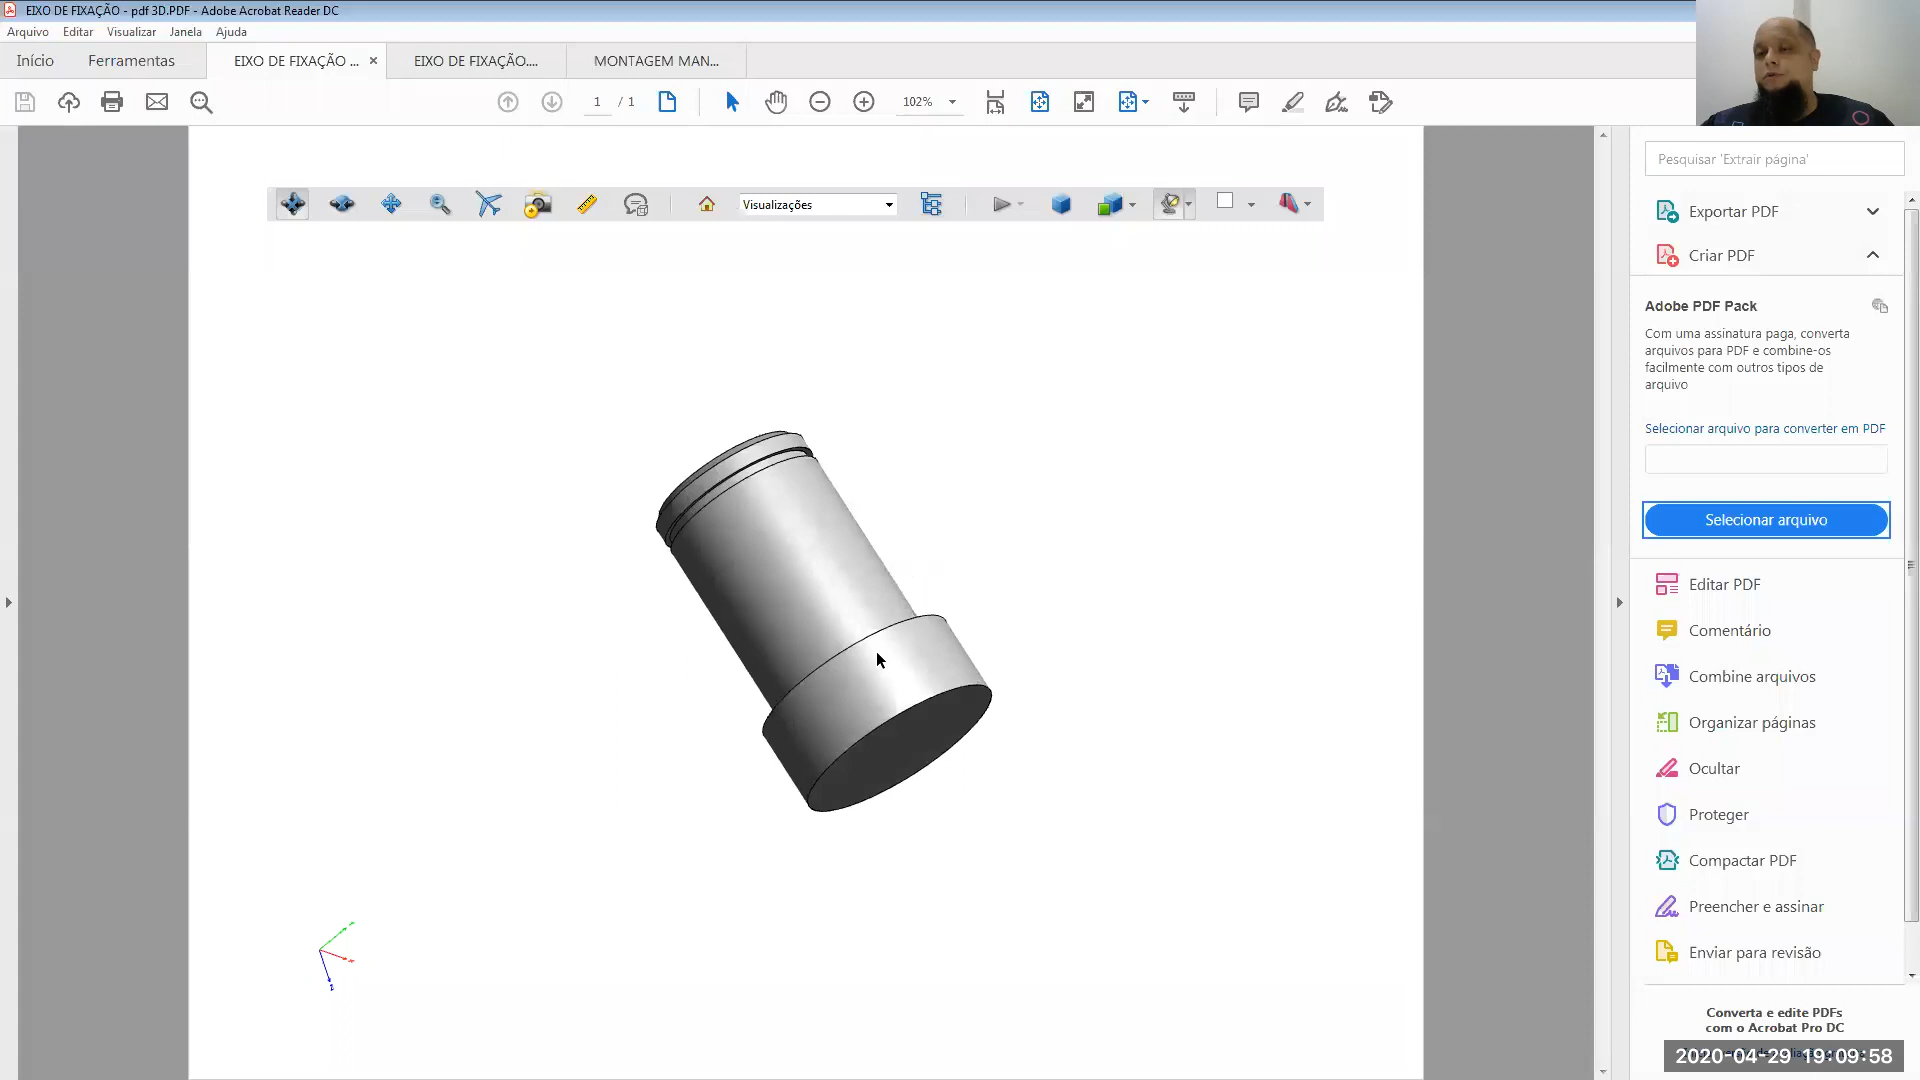 EIXO DE FIXAÇÃO - pdf 3D.PDF - Adobe Acrobat Reader DC
Arquivo Editar Visualizar Janela Ajuda
Início Ferramentas EIXO DE FIXAÇÃO ... × EIXO DE FIXAÇÃO.... MONTAGEM MAN...
1 / 1 102%
Pesquisar 'Extrair página'
Visualizações
Exportar PDF
Criar PDF
Adobe PDF Pack
Com uma assinatura paga, converta
arquivos para PDF e combine-os
facilmente com outros tipos de
arquivo
Selecionar arquivo para converter em PDF
Selecionar arquivo
Editar PDF
Comentário
Combine arquivos
Organizar páginas
Ocultar
Proteger
Compactar PDF
Preencher e assinar
Enviar para revisão
Converta e edite PDFs
com o Acrobat Pro DC
2020-04-29 19:09:58